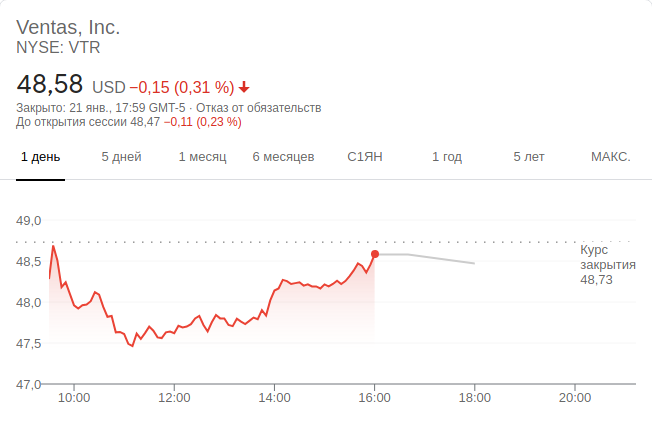 Ventas, Inc.
NYSE: VTR
48,58 USD −0,15 (0,31 %)
Закрыто: 21 янв., 17:59 GMT-5 · Отказ от обязательств
До открытия сессии 48,47 −0,11 (0,23 %)
1 день 5 дней 1 месяц 6 месяцев С1ЯН 1 год 5 лет МАКС.
49,0
48,5
48,0
47,5
47,0
Курс
закрытия
48,73
10:00 12:00 14:00 16:00 18:00 20:00